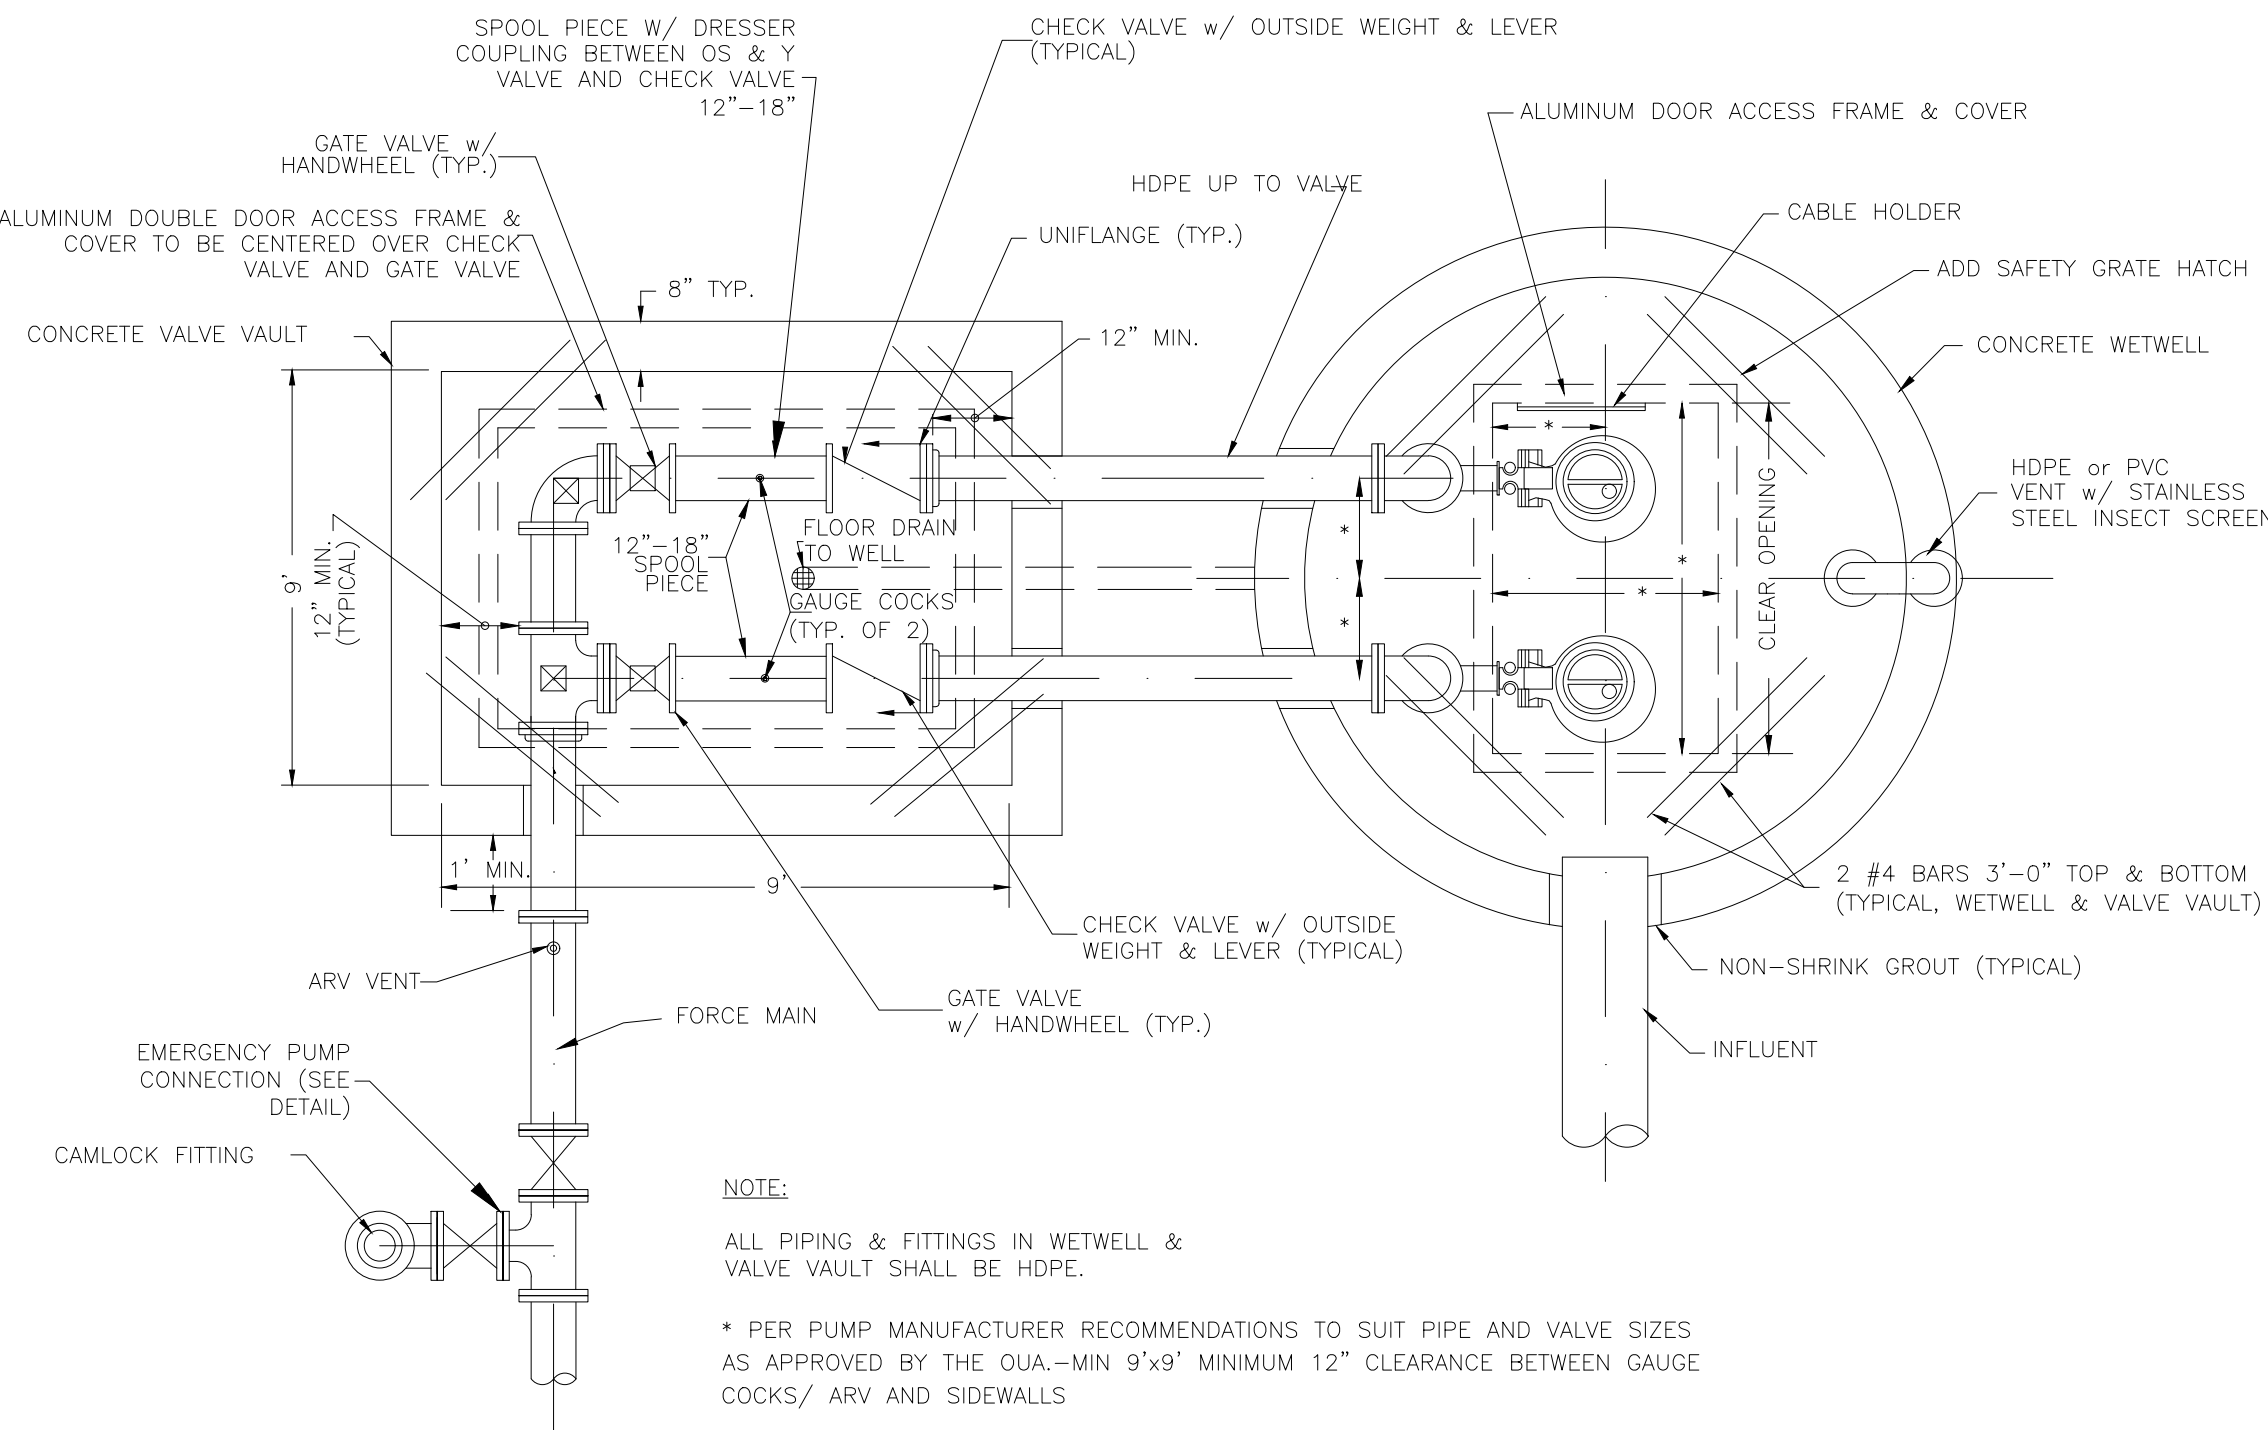 SPOOL PIECE W/ DRESSER
COUPLING BETWEEN OS & Y
VALVE AND CHECK VALVE
12"-18"
CHECK VALVE w/ OUTSIDE WEIGHT & LEVER
(TYPICAL)
ALUMINUM DOOR ACCESS FRAME & COVER
GATE VALVE w/
HANDWHEEL (TYP.)
HDPE UP TO VALVE
CABLE HOLDER
ALUMINUM DOUBLE DOOR ACCESS FRAME &
COVER TO BE CENTERED OVER CHECK
VALVE AND GATE VALVE
UNIFLANGE (TYP.)
ADD SAFETY GRATE HATCH
8" TYP.
CONCRETE VALVE VAULT
12" MIN.
CONCRETE WETWELL
*
HDPE or PVC
VENT w/ STAINLESS
STEEL INSECT SCREEN
CLEAR OPENING
FLOOR DRAIN
TO WELL
12"-18"
SPOOL
PIECE
*
*
*
*
9'
12" MIN.
(TYPICAL)
GAUGE COCKS
(TYP. OF 2)
1' MIN.
9'
2 #4 BARS 3'-0" TOP & BOTTOM
(TYPICAL, WETWELL & VALVE VAULT)
CHECK VALVE w/ OUTSIDE
WEIGHT & LEVER (TYPICAL)
NON-SHRINK GROUT (TYPICAL)
ARV VENT
GATE VALVE
w/ HANDWHEEL (TYP.)
FORCE MAIN
INFLUENT
EMERGENCY PUMP
CONNECTION (SEE
DETAIL)
CAMLOCK FITTING
NOTE:
ALL PIPING & FITTINGS IN WETWELL &
VALVE VAULT SHALL BE HDPE.
* PER PUMP MANUFACTURER RECOMMENDATIONS TO SUIT PIPE AND VALVE SIZES
AS APPROVED BY THE OUA.-MIN 9'x9' MINIMUM 12" CLEARANCE BETWEEN GAUGE
COCKS/ ARV AND SIDEWALLS